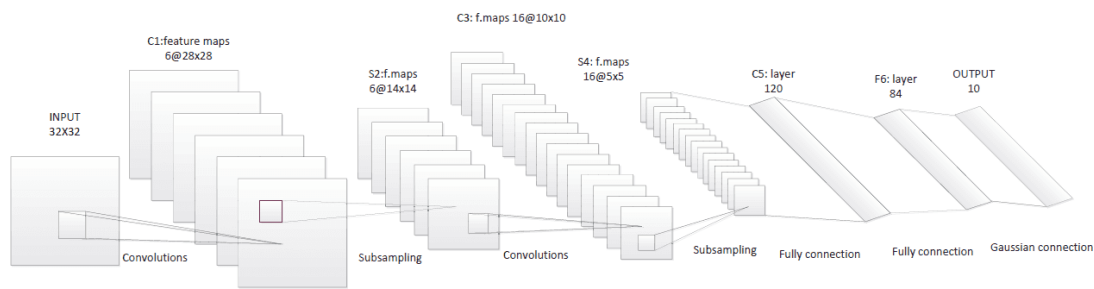 INPUT
32X32
C1:feature maps
6@28x28
S2:f.maps
6@14x14
C3: f.maps 16@10x10
S4: f.maps
16@5x5
C5: layer
120
F6: layer
84
OUTPUT
10
Convolutions
Subsampling
Convolutions
Subsampling
Fully connection
Fully connection
Gaussian connection